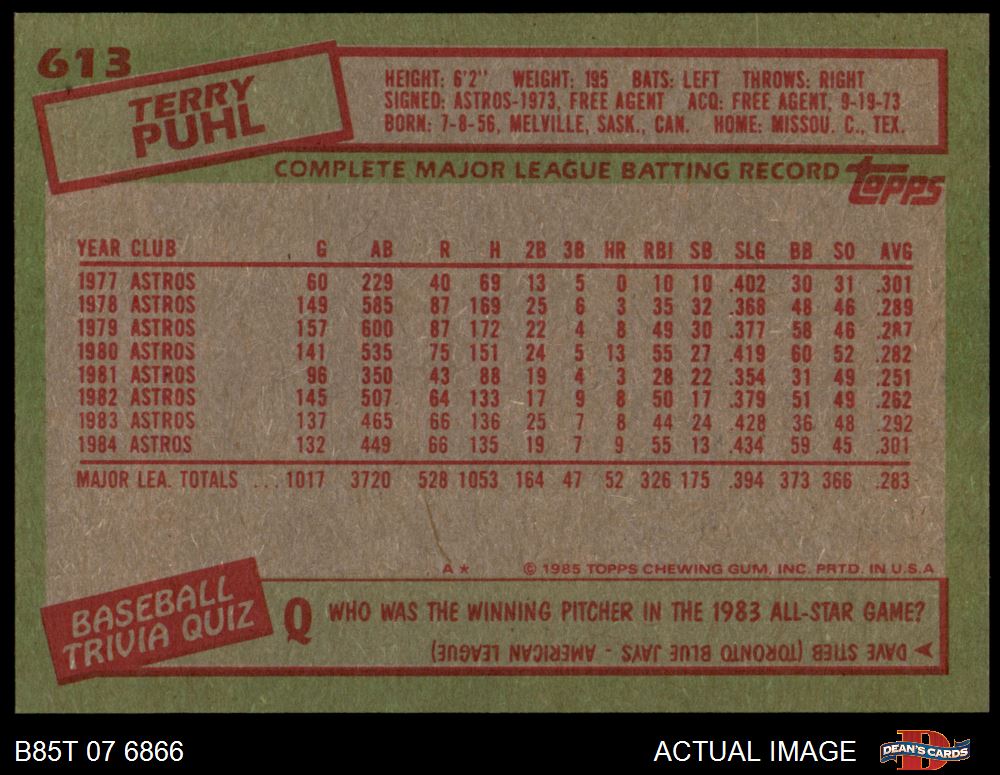 613
TERRY
PUHL
HEIGHT: 6'2" WEIGHT: 195 BATS: LEFT THROWS: RIGHT
SIGNED: ASTROS-1973, FREE AGENT ACQ: FREE AGENT, 9-19-73
BORN: 7-8-56, MELVILLE, SASK., CAN. HOME: MISSOU. C., TEX.
COMPLETE MAJOR LEAGUE BATTING RECORD topps
YEAR CLUB G AB R H 2B 3B HR RBI SB SLG BB SO AVG
1977 ASTROS 60 229 40 69 13 5 0 10 10 .402 30 31 .301
1978 ASTROS 149 585 87 169 25 6 3 35 32 .368 48 46 .289
1979 ASTROS 157 600 87 172 22 4 8 49 30 .377 58 46 .287
1980 ASTROS 141 535 75 151 24 5 13 55 27 .419 60 52 .282
1981 ASTROS 96 350 43 88 19 4 3 28 22 .354 31 49 .251
1982 ASTROS 145 507 64 133 17 9 8 50 17 .379 51 49 .262
1983 ASTROS 137 465 66 136 25 7 8 44 24 .428 36 48 .292
1984 ASTROS 132 449 66 135 19 7 9 55 13 .434 59 45 .301
MAJOR LEA. TOTALS ... 1017 3720 528 1053 164 47 52 326 175 .394 373 366 .283
A* © 1985 TOPPS CHEWING GUM, INC. PRTD. IN U.S.A
BASEBALL
TRIVIA QUIZ
Q WHO WAS THE WINNING PITCHER IN THE 1983 ALL-STAR GAME?
DAVE STIEB (TORONTO BLUE JAYS - AMERICAN LEAGUE)
B85T 07 6866 ACTUAL IMAGE DEAN'S CARDS